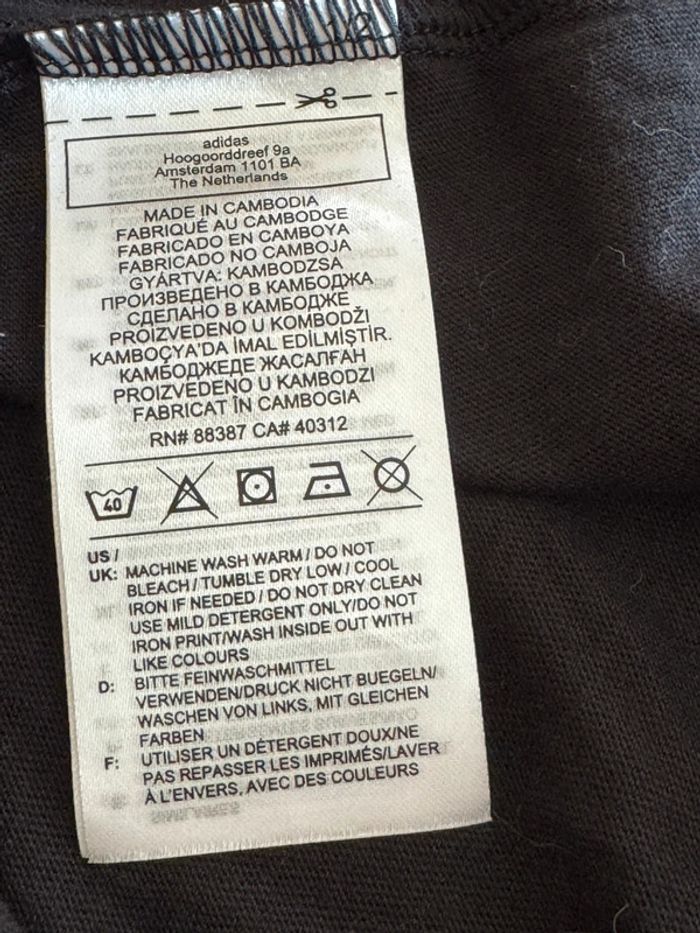 1/2
adidas
Hoogoorddreef 9a
Amsterdam 1101 BA
The Netherlands
MADE IN CAMBODIA
FABRIQUÉ AU CAMBODGE
FABRICADO EN CAMBOYA
FABRICADO NO CAMBOJA
GYÁRTVA: KAMBODZSA
ПРОИЗВЕДЕНО В КАМБОДЖА
СДЕЛАНО В КАМБОДЖЕ
PROIZVEDENO U KOMBODŽI
KAMBOÇYA'DA İMAL EDİLMİŞTİR.
КАМБОДЖЕДЕ ЖАСАЛҒАН
PROIZVEDENO U KAMBODZI
FABRICAT ÎN CAMBOGIA
RN# 88387 CA# 40312
40
US /
UK: MACHINE WASH WARM / DO NOT
BLEACH / TUMBLE DRY LOW / COOL
IRON IF NEEDED / DO NOT DRY CLEAN
USE MILD DETERGENT ONLY/DO NOT
IRON PRINT/WASH INSIDE OUT WITH
LIKE COLOURS
D: BITTE FEINWASCHMITTEL
VERWENDEN/DRUCK NICHT BUEGELN/
WASCHEN VON LINKS, MIT GLEICHEN
FARBEN
F: UTILISER UN DÉTERGENT DOUX/NE
PAS REPASSER LES IMPRIMÉS/LAVER
À L'ENVERS, AVEC DES COULEURS